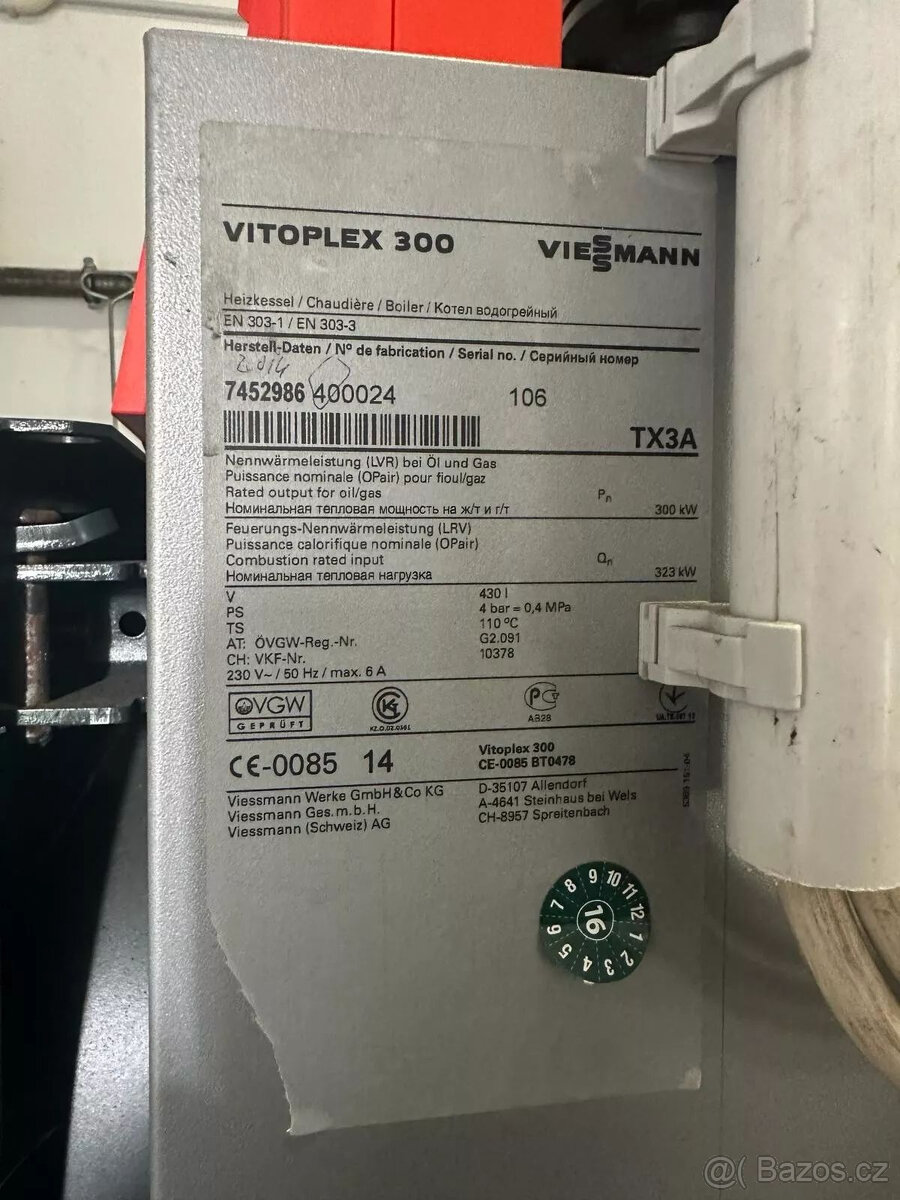 VITOPLEX 300
VIESSMANN
Heizkessel / Chaudière / Boiler / Котел водогрейный
EN 303-1 / EN 303-3
Herstell-Daten / Nº de fabrication / Serial no. / Серийный номер
2014
7452986 400024 106
TX3A
Nennwärmeleistung (LVR) bei Öl und Gas
Puissance nominale (OPair) pour fioul/gaz
Rated output for oil/gas Pn
Номинальная тепловая мощность на ж/т и г/т 300 kW
Feuerungs-Nennwärmeleistung (LRV)
Puissance calorifique nominale (OPair)
Combustion rated input Qn
Номинальная тепловая нагрузка 323 kW
V 430 l
PS 4 bar = 0,4 MPa
TS 110 ºC
AT: ÖVGW-Reg.-Nr. G2.091
CH: VKF-Nr. 10378
230 V~ / 50 Hz / max. 6 A
ÖVGW
GEPRÜFT
AB28
CE-0085 14
Vitoplex 300
CE-0085 BT0478
Viessmann Werke GmbH&Co KG D-35107 Allendorf
Viessmann Ges.m.b.H. A-4641 Steinhaus bei Wels
Viessmann (Schweiz) AG CH-8957 Spreitenbach
1 2 3 4 5 6 7 8 9 10 11 12
16
@( Bazos.cz